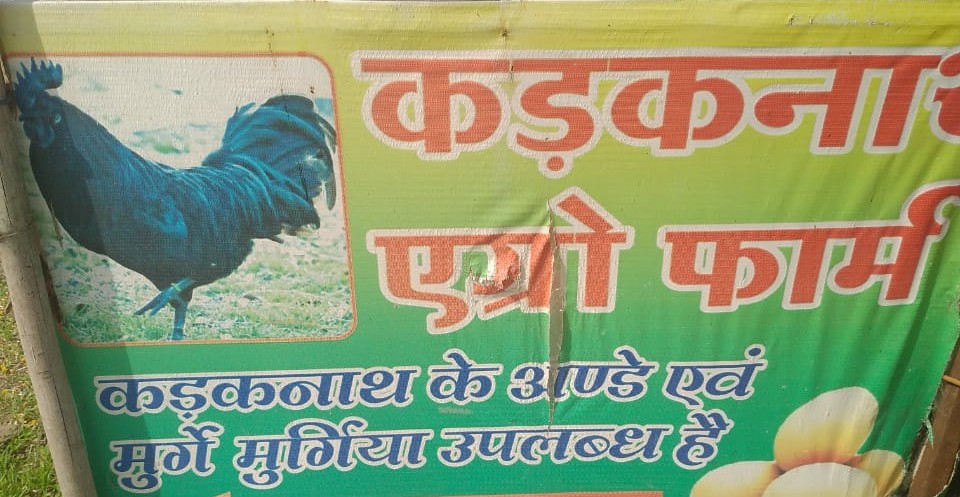 कड़कनाथ
एग्रो फार्म
कड़कनाथ के अण्डे एवं
मुर्गे मुर्गिया उपलब्ध है